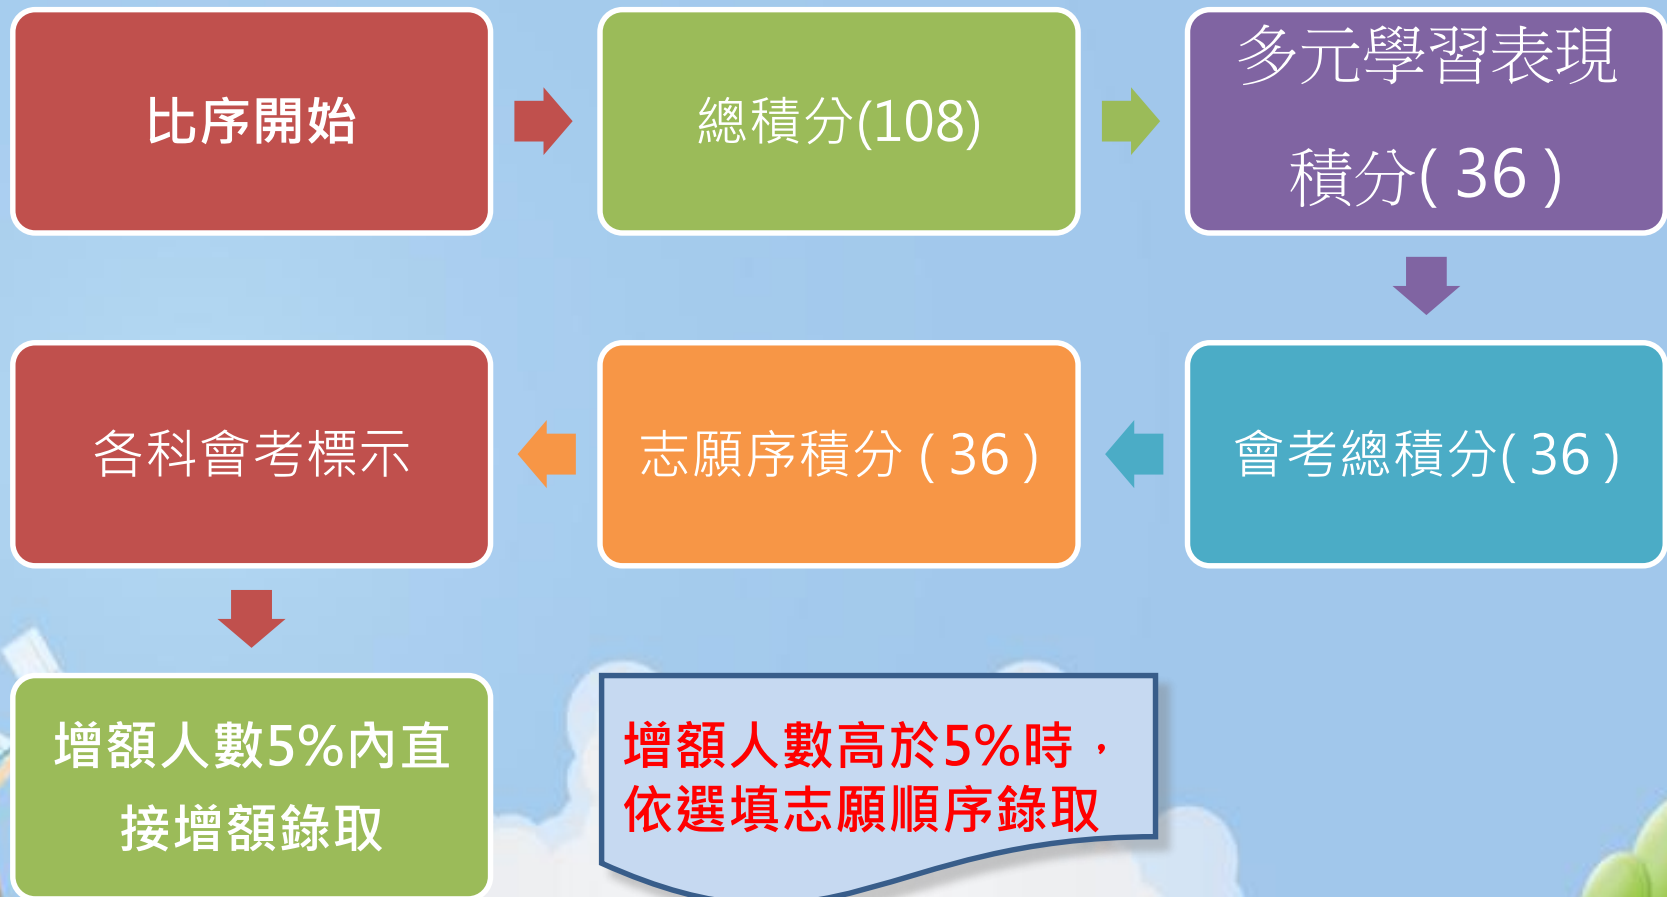 比序開始
總積分(108)
多元學習表現
積分( 36 )
會考總積分( 36 )
志願序積分 ( 36 )
各科會考標示
增額人數5%內直
接增額錄取
增額人數高於5%時，
依選填志願順序錄取